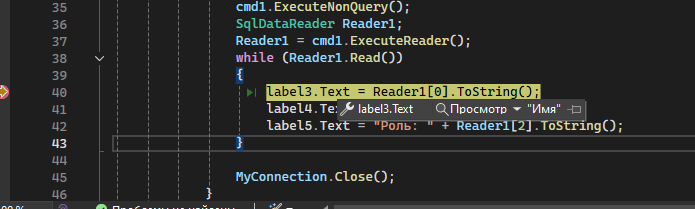 35 cmd1.ExecuteNonQuery();
36 SqlDataReader Reader1;
37 Reader1 = cmd1.ExecuteReader();
38 while (Reader1.Read())
39 {
40 label3.Text = Reader1[0].ToString();
41 label4.Te
label3.Text Просмотр "Имя"
42 label5.Text = "Роль: " + Reader1[2].ToString();
43 }
44
45 MyConnection.Close();
46 }